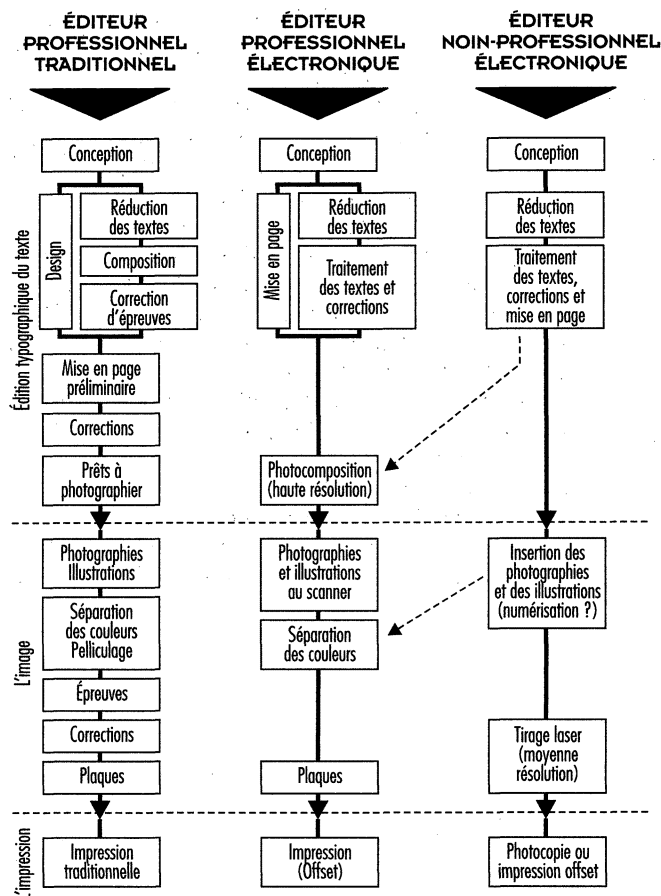 ÉDITEUR
PROFESSIONNEL
TRADITIONNEL
ÉDITEUR
PROFESSIONNEL
ÉLECTRONIQUE
ÉDITEUR
NOIN-PROFESSIONNEL
ÉLECTRONIQUE
Édition typographique du texte
Conception
Design
Réduction
des textes
Composition
Correction
d'épreuves
Mise en page
préliminaire
Corrections
Prêts à
photographier
Conception
Mise en page
Réduction
des textes
Traitement
des textes et
corrections
Photocomposition
(haute résolution)
Conception
Réduction
des textes
Traitement
des textes,
corrections et
mise en page
L'image
Photographies
Illustrations
Séparation
des couleurs
Pelliculage
Épreuves
Corrections
Plaques
Photographies
et illustrations
au scanner
Séparation
des couleurs
Plaques
Insertion des
photographies
et des illustrations
(numérisation ?)
Tirage laser
(moyenne
résolution)
L'impression
Impression
traditionnelle
Impression
(Offset)
Photocopie ou
impression offset